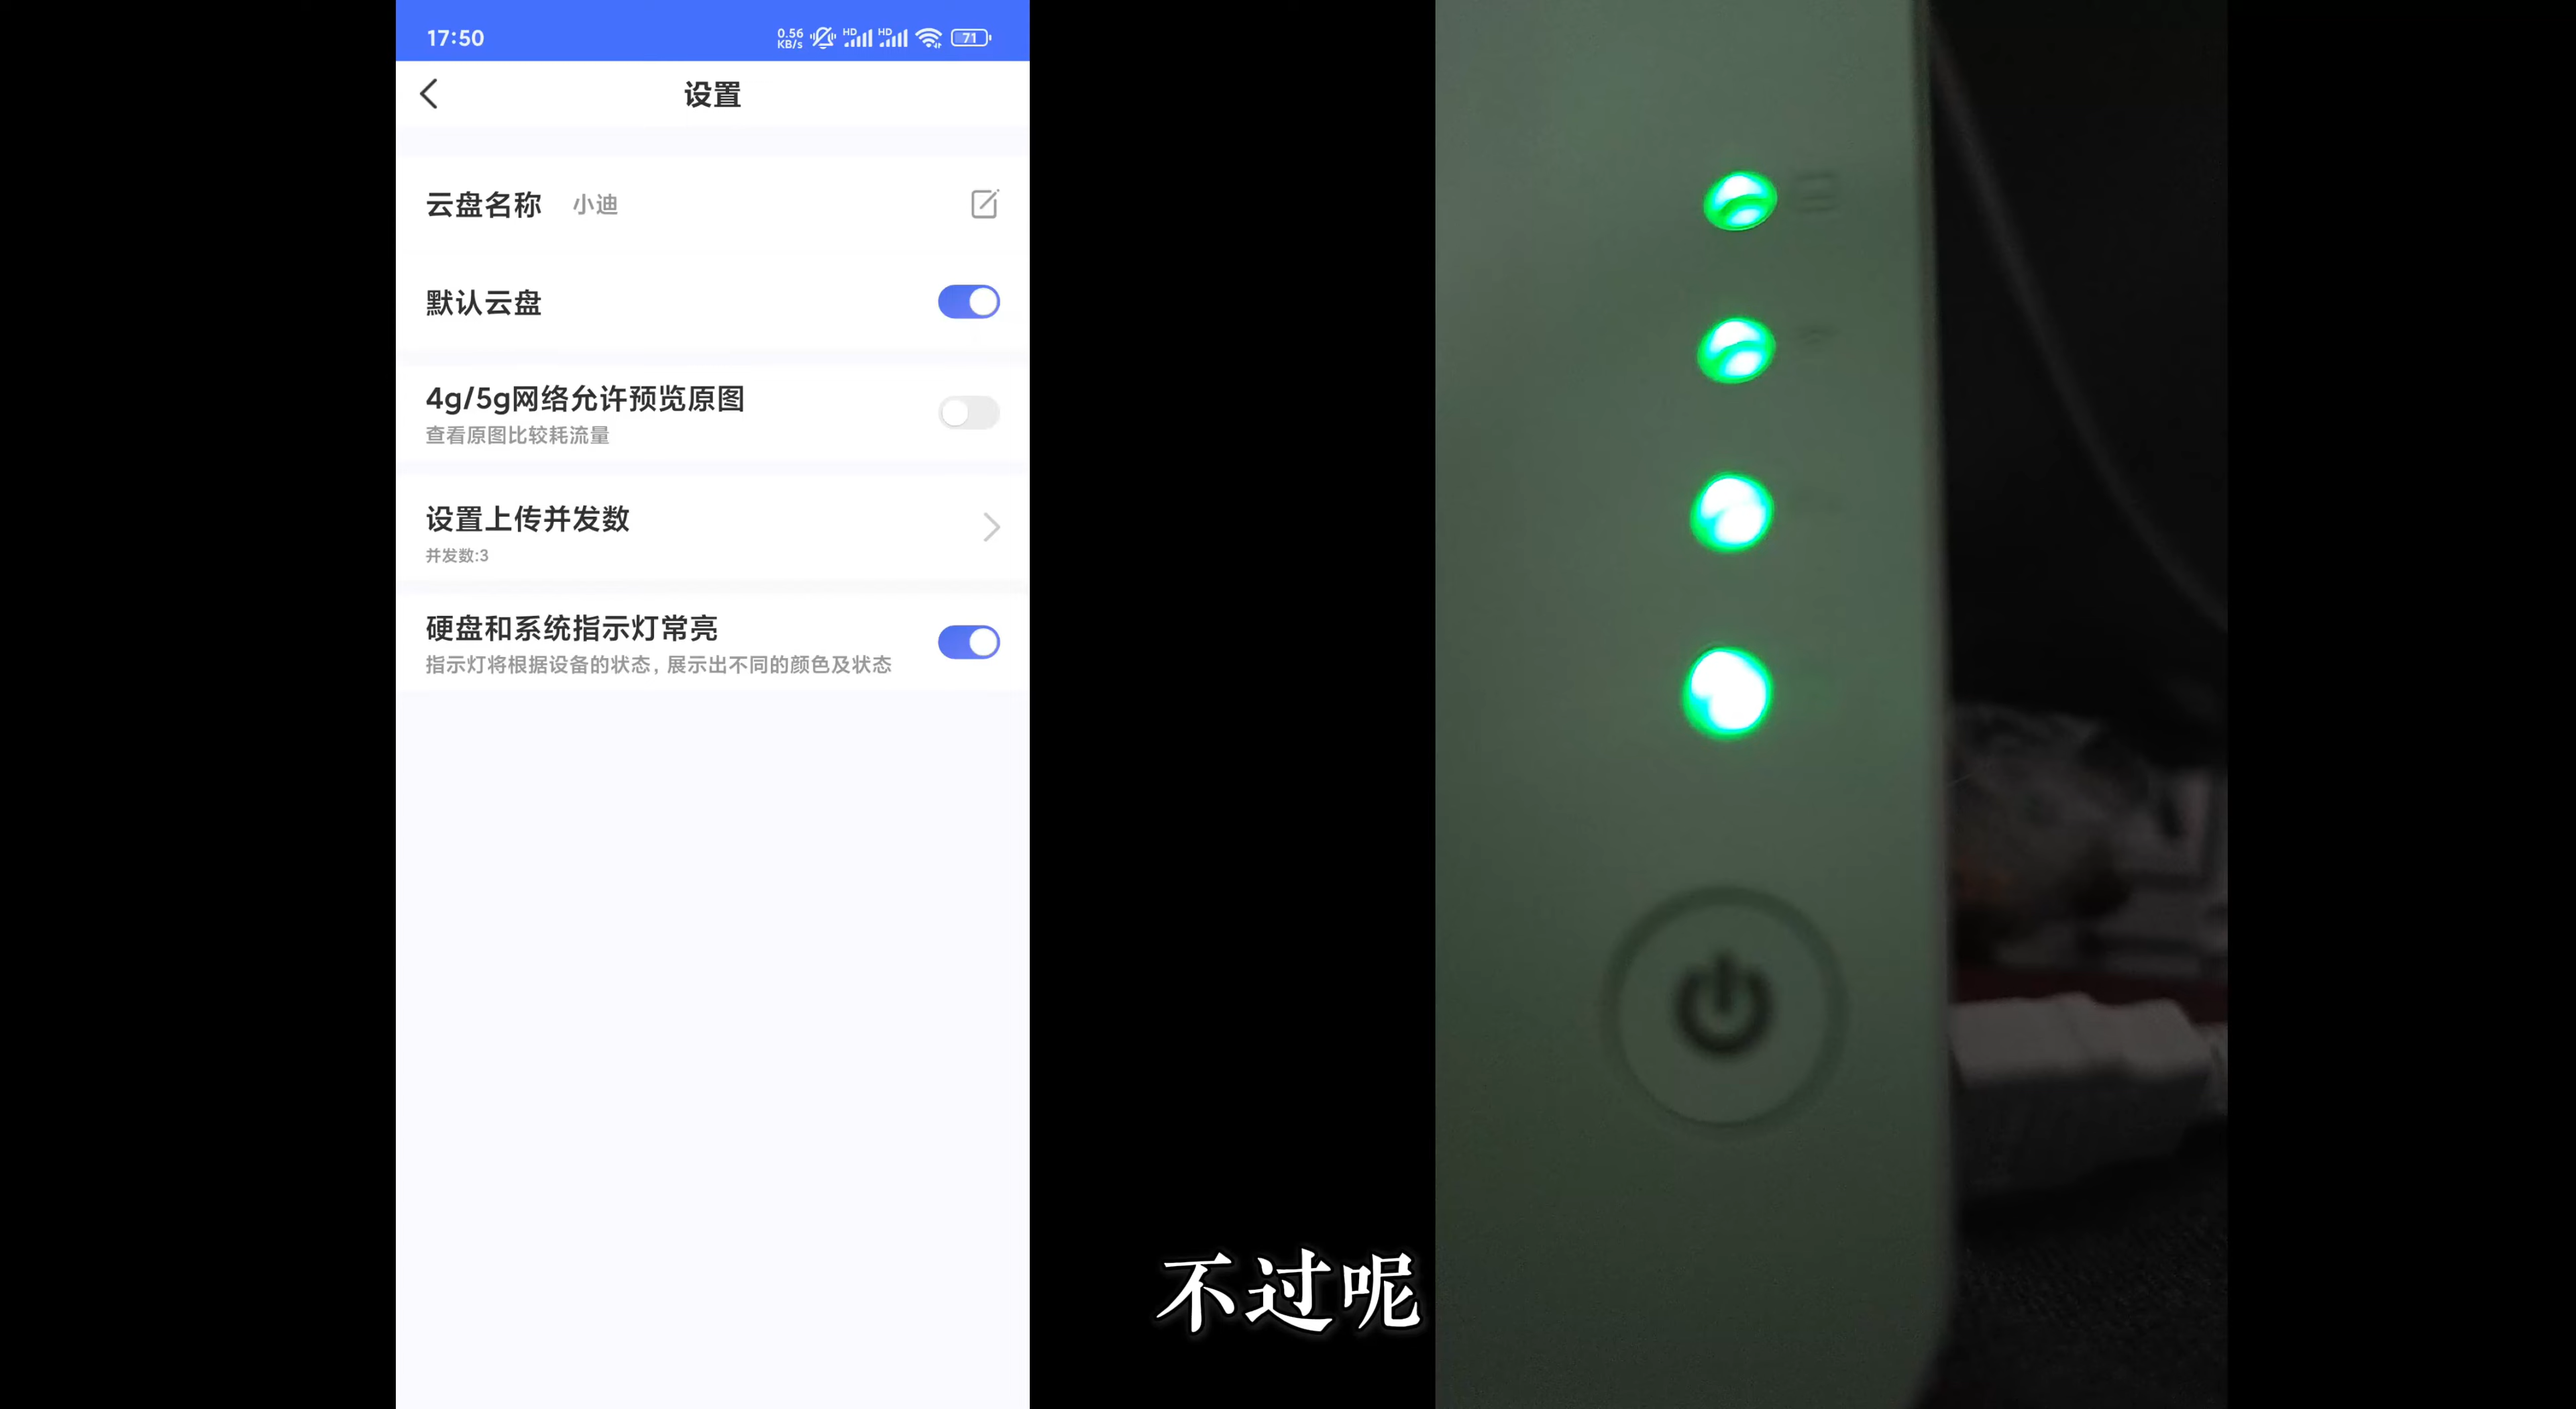 17:50
0.56
KB/s
HD
HD
71
设置
云盘名称 小迪
默认云盘
4g/5g网络允许预览原图
查看原图比较耗流量
设置上传并发数
并发数:3
硬盘和系统指示灯常亮
指示灯将根据设备的状态，展示出不同的颜色及状态
不过呢